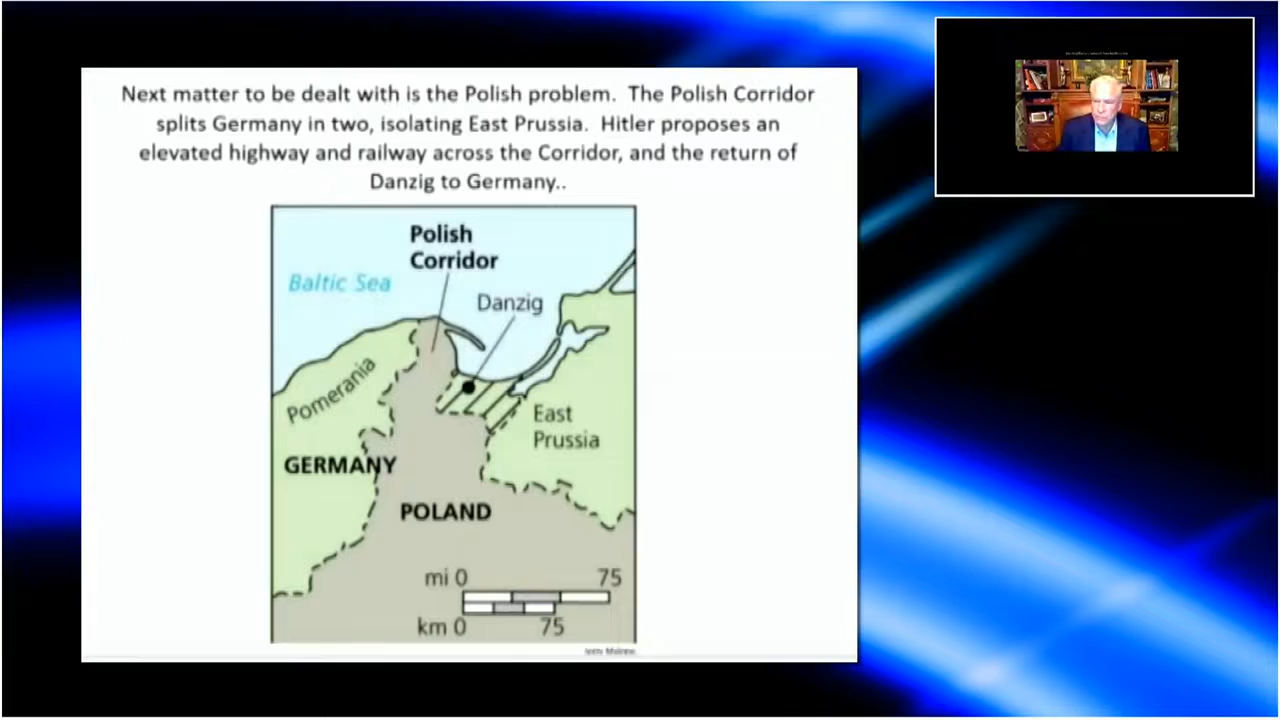 Next matter to be dealt with is the Polish problem.  The Polish Corridor
splits Germany in two, isolating East Prussia.  Hitler proposes an
elevated highway and railway across the Corridor, and the return of
Danzig to Germany..
Polish
Corridor
Baltic Sea
Danzig
Pomerania
East
Prussia
GERMANY
POLAND
mi 0
75
km 0
75